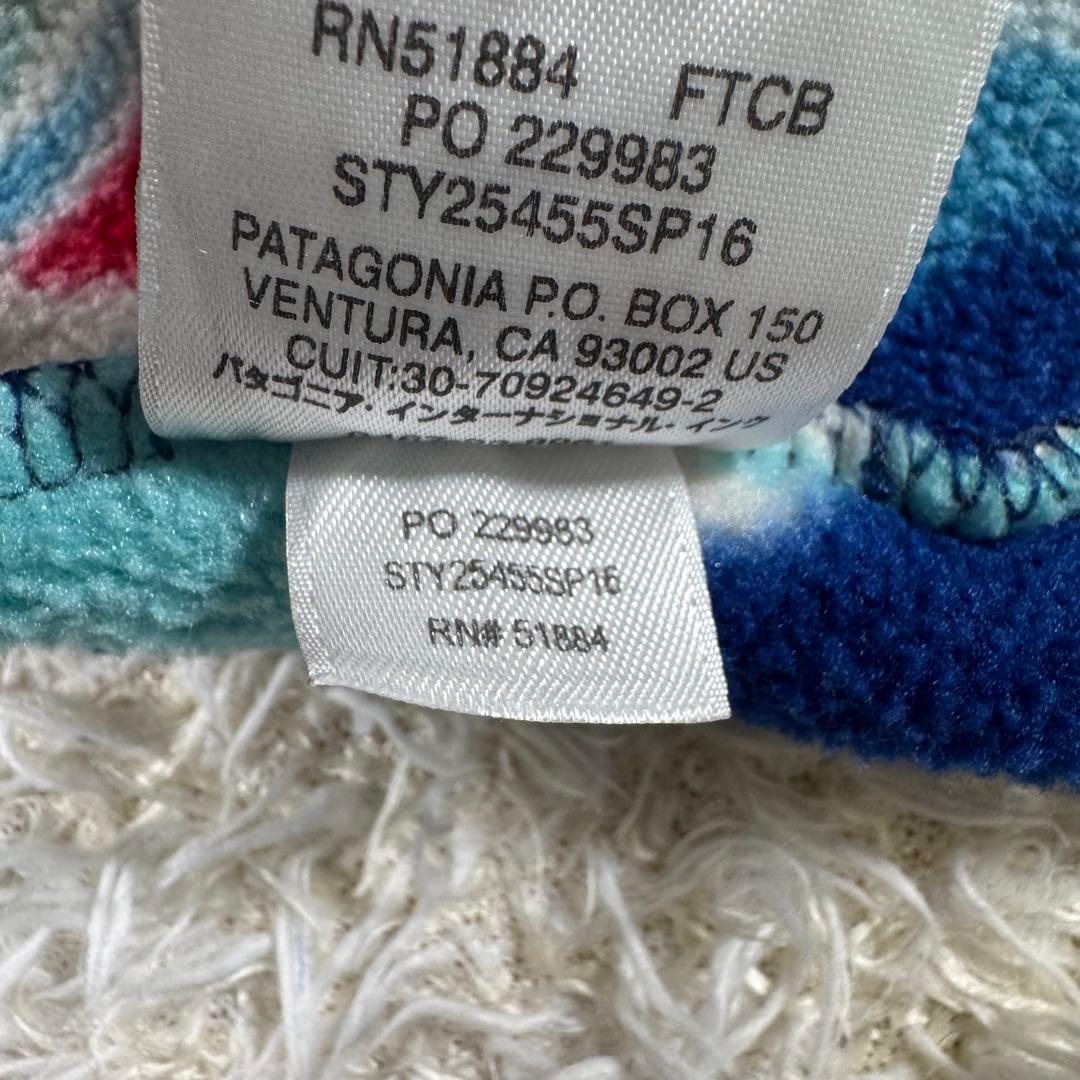 RN51884 FTCB
PO 229983
STY25455SP16
PATAGONIA P.O. BOX 150
VENTURA, CA 93002 US
CUIT:30-70924649-2
パタゴニア・インターナショナル・インク
PO 229983
STY25455SP16
RN# 51884